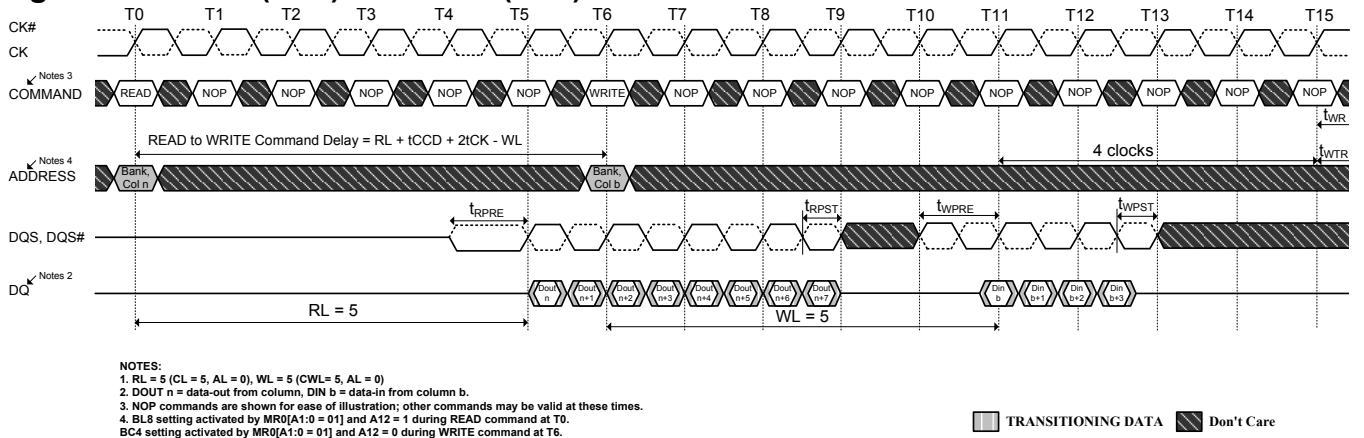 T0 T1 T2 T3 T4 T5 T6 T7 T8 T9 T10 T11 T12 T13 T14 T15
CK#
CK
Notes 3
COMMAND READ NOP NOP NOP NOP NOP WRITE NOP NOP NOP NOP NOP NOP NOP NOP NOP
tWR
READ to WRITE Command Delay = RL + tCCD + 2tCK - WL
4 clocks
tWTR
Notes 4
ADDRESS
Bank, Col n
Bank, Col b
tRPRE tRPST tWPRE tWPST
DQS, DQS#
Notes 2
DQ
Dout n Dout n+1 Dout n+2 Dout n+3 Dout n+4 Dout n+5 Dout n+6 Dout n+7 Din b Din b+1 Din b+2 Din b+3
RL = 5 WL = 5
NOTES:
1. RL = 5 (CL = 5, AL = 0), WL = 5 (CWL= 5, AL = 0)
2. DOUT n = data-out from column, DIN b = data-in from column b.
3. NOP commands are shown for ease of illustration; other commands may be valid at these times.
4. BL8 setting activated by MR0[A1:0 = 01] and A12 = 1 during READ command at T0.
BC4 setting activated by MR0[A1:0 = 01] and A12 = 0 during WRITE command at T6.
TRANSITIONING DATA Don't Care